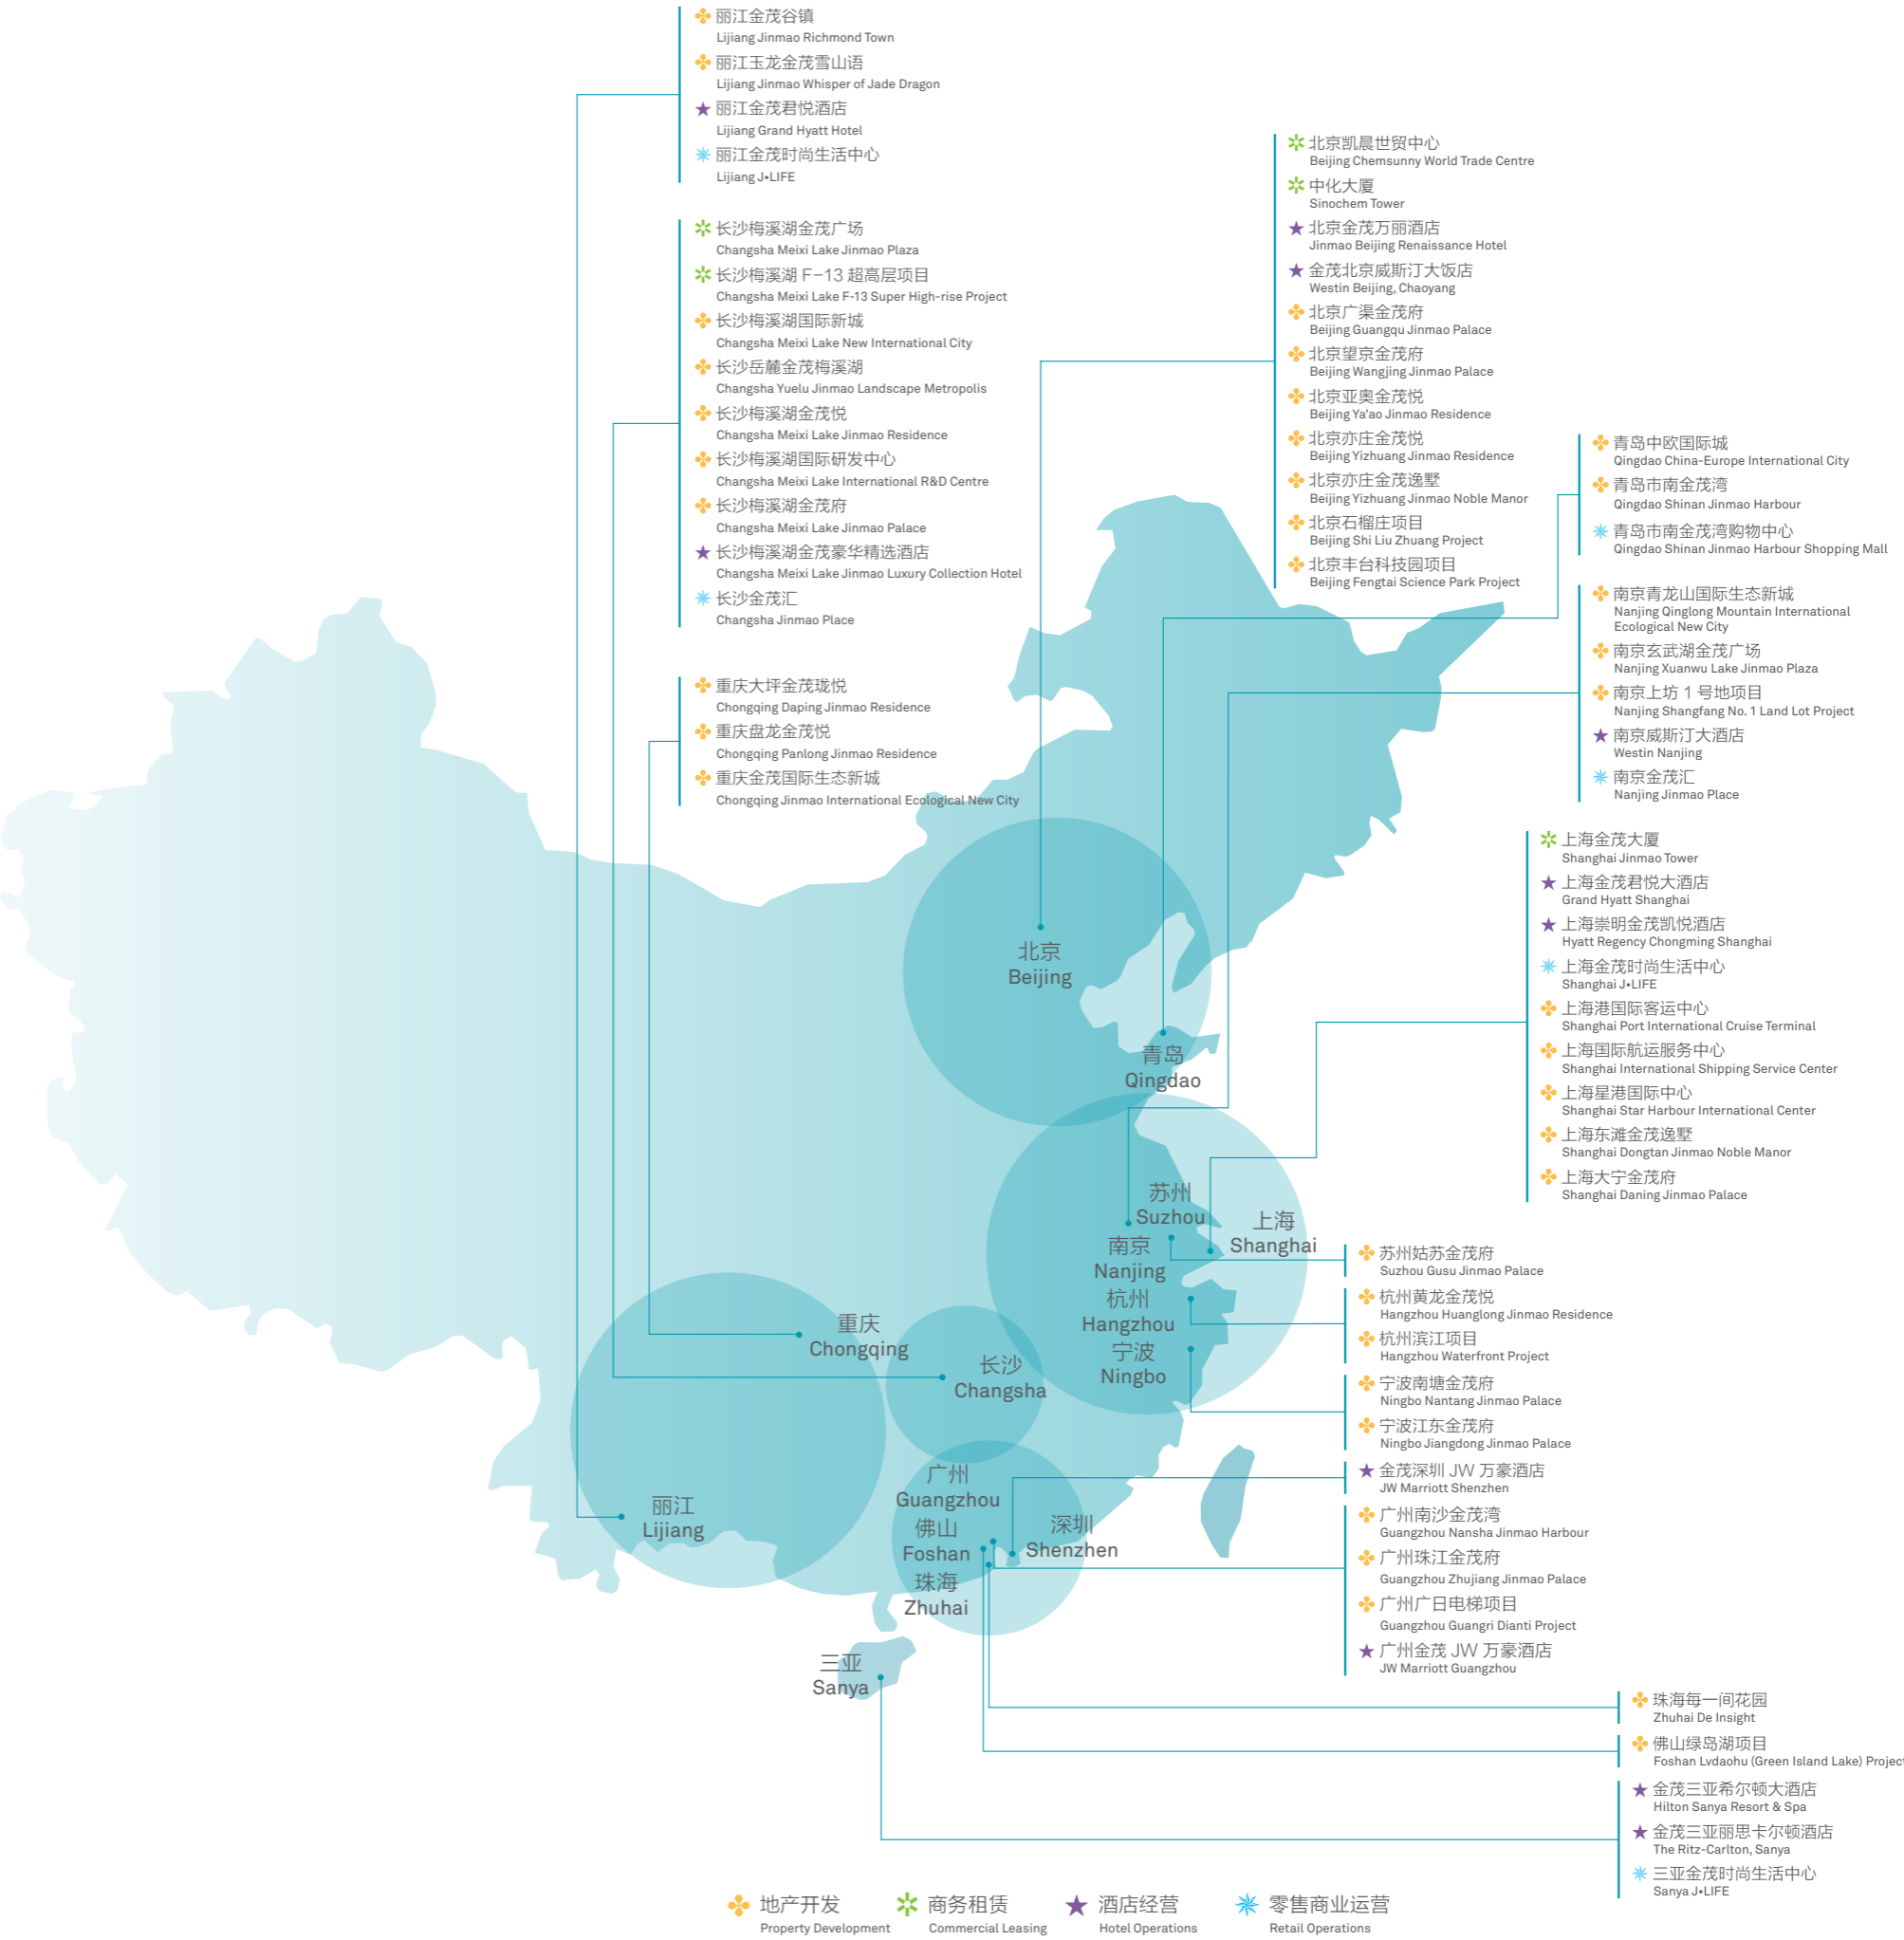 丽江金茂谷镇
Lijiang Jinmao Richmond Town
丽江玉龙金茂雪山语
Lijiang Jinmao Whisper of Jade Dragon
丽江金茂君悦酒店
Lijiang Grand Hyatt Hotel
丽江金茂时尚生活中心
Lijiang J•LIFE
长沙梅溪湖金茂广场
Changsha Meixi Lake Jinmao Plaza
长沙梅溪湖 F-13 超高层项目
Changsha Meixi Lake F-13 Super High-rise Project
长沙梅溪湖国际新城
Changsha Meixi Lake New International City
长沙岳麓金茂梅溪湖
Changsha Yuelu Jinmao Landscape Metropolis
长沙梅溪湖金茂悦
Changsha Meixi Lake Jinmao Residence
长沙梅溪湖国际研发中心
Changsha Meixi Lake International R&D Centre
长沙梅溪湖金茂府
Changsha Meixi Lake Jinmao Palace
长沙梅溪湖金茂豪华精选酒店
Changsha Meixi Lake Jinmao Luxury Collection Hotel
长沙金茂汇
Changsha Jinmao Place
重庆大坪金茂珑悦
Chongqing Daping Jinmao Residence
重庆盘龙金茂悦
Chongqing Panlong Jinmao Residence
重庆金茂国际生态新城
Chongqing Jinmao International Ecological New City
北京凯晨世贸中心
Beijing Chemsunny World Trade Centre
中化大厦
Sinochem Tower
北京金茂万丽酒店
Jinmao Beijing Renaissance Hotel
金茂北京威斯汀大饭店
Westin Beijing, Chaoyang
北京广渠金茂府
Beijing Guangqu Jinmao Palace
北京望京金茂府
Beijing Wangjing Jinmao Palace
北京亚奥金茂悦
Beijing Ya'ao Jinmao Residence
北京亦庄金茂悦
Beijing Yizhuang Jinmao Residence
北京亦庄金茂逸墅
Beijing Yizhuang Jinmao Noble Manor
北京石榴庄项目
Beijing Shi Liu Zhuang Project
北京丰台科技园项目
Beijing Fengtai Science Park Project
青岛中欧国际城
Qingdao China-Europe International City
青岛市南金茂湾
Qingdao Shinan Jinmao Harbour
青岛市南金茂湾购物中心
Qingdao Shinan Jinmao Harbour Shopping Mall
南京青龙山国际生态新城
Nanjing Qinglong Mountain International
Ecological New City
南京玄武湖金茂广场
Nanjing Xuanwu Lake Jinmao Plaza
南京上坊 1 号地项目
Nanjing Shangfang No. 1 Land Lot Project
南京威斯汀大酒店
Westin Nanjing
南京金茂汇
Nanjing Jinmao Place
上海金茂大厦
Shanghai Jinmao Tower
上海金茂君悦大酒店
Grand Hyatt Shanghai
上海崇明金茂凯悦酒店
Hyatt Regency Chongming Shanghai
上海金茂时尚生活中心
Shanghai J•LIFE
上海港国际客运中心
Shanghai Port International Cruise Terminal
上海国际航运服务中心
Shanghai International Shipping Service Center
上海星港国际中心
Shanghai Star Harbour International Center
上海东滩金茂逸墅
Shanghai Dongtan Jinmao Noble Manor
上海大宁金茂府
Shanghai Daning Jinmao Palace
北京
Beijing
青岛
Qingdao
苏州
Suzhou
上海
Shanghai
南京
Nanjing
杭州
Hangzhou
宁波
Ningbo
重庆
Chongqing
长沙
Changsha
丽江
Lijiang
广州
Guangzhou
佛山
Foshan
深圳
Shenzhen
珠海
Zhuhai
三亚
Sanya
苏州姑苏金茂府
Suzhou Gusu Jinmao Palace
杭州黄龙金茂悦
Hangzhou Huanglong Jinmao Residence
杭州滨江项目
Hangzhou Waterfront Project
宁波南塘金茂府
Ningbo Nantang Jinmao Palace
宁波江东金茂府
Ningbo Jiangdong Jinmao Palace
金茂深圳 JW 万豪酒店
JW Marriott Shenzhen
广州南沙金茂湾
Guangzhou Nansha Jinmao Harbour
广州珠江金茂府
Guangzhou Zhujiang Jinmao Palace
广州广日电梯项目
Guangzhou Guangri Dianti Project
广州金茂 JW 万豪酒店
JW Marriott Guangzhou
珠海每一间花园
Zhuhai De Insight
佛山绿岛湖项目
Foshan Lvdaohu (Green Island Lake) Project
金茂三亚希尔顿大酒店
Hilton Sanya Resort & Spa
金茂三亚丽思卡尔顿酒店
The Ritz-Carlton, Sanya
三亚金茂时尚生活中心
Sanya J•LIFE
地产开发
Property Development
商务租赁
Commercial Leasing
酒店经营
Hotel Operations
零售商业运营
Retail Operations